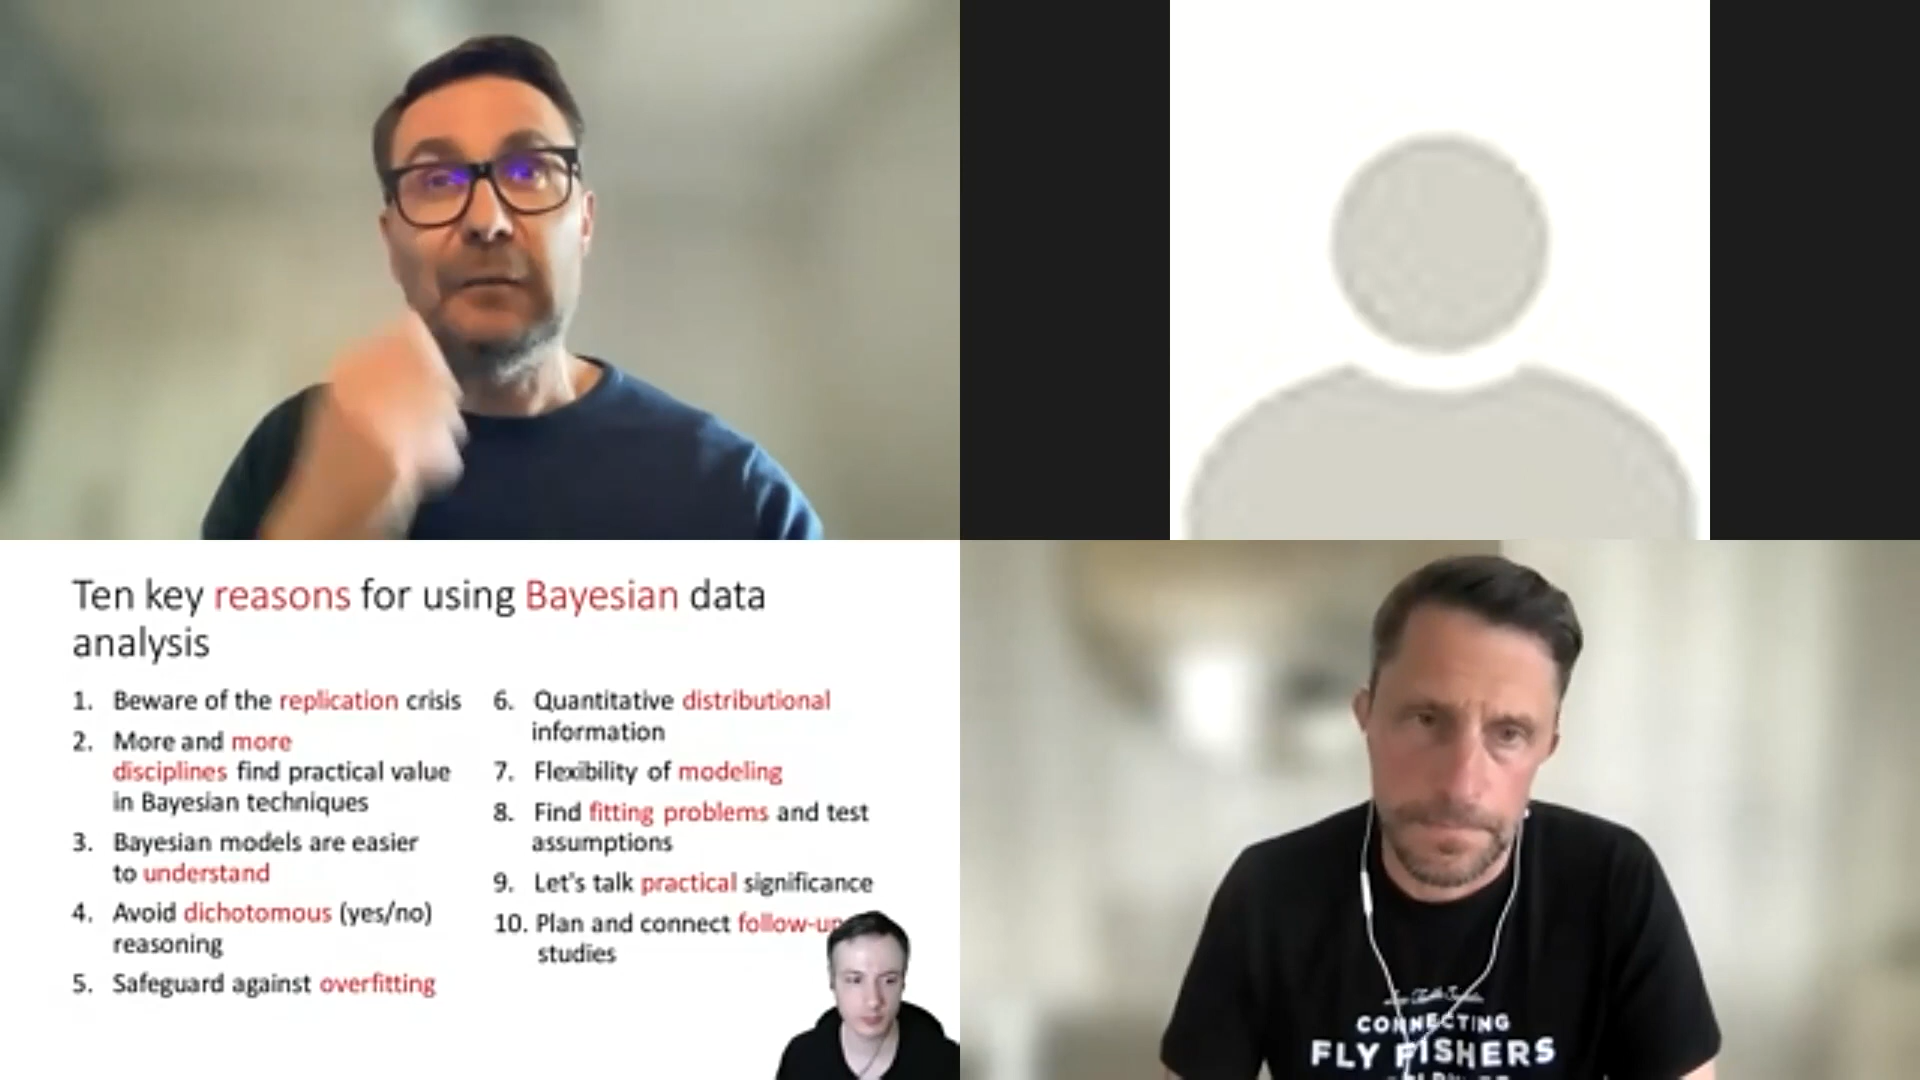 Ten key reasons for using Bayesian data
analysis
1. Beware of the replication crisis
2. More and more
disciplines find practical value
in Bayesian techniques
3. Bayesian models are easier
to understand
4. Avoid dichotomous (yes/no)
reasoning
5. Safeguard against overfitting
6. Quantitative distributional
information
7. Flexibility of modeling
8. Find fitting problems and test
assumptions
9. Let's talk practical significance
10. Plan and connect follow-up
studies
CONNECTING
FLY FISHERS